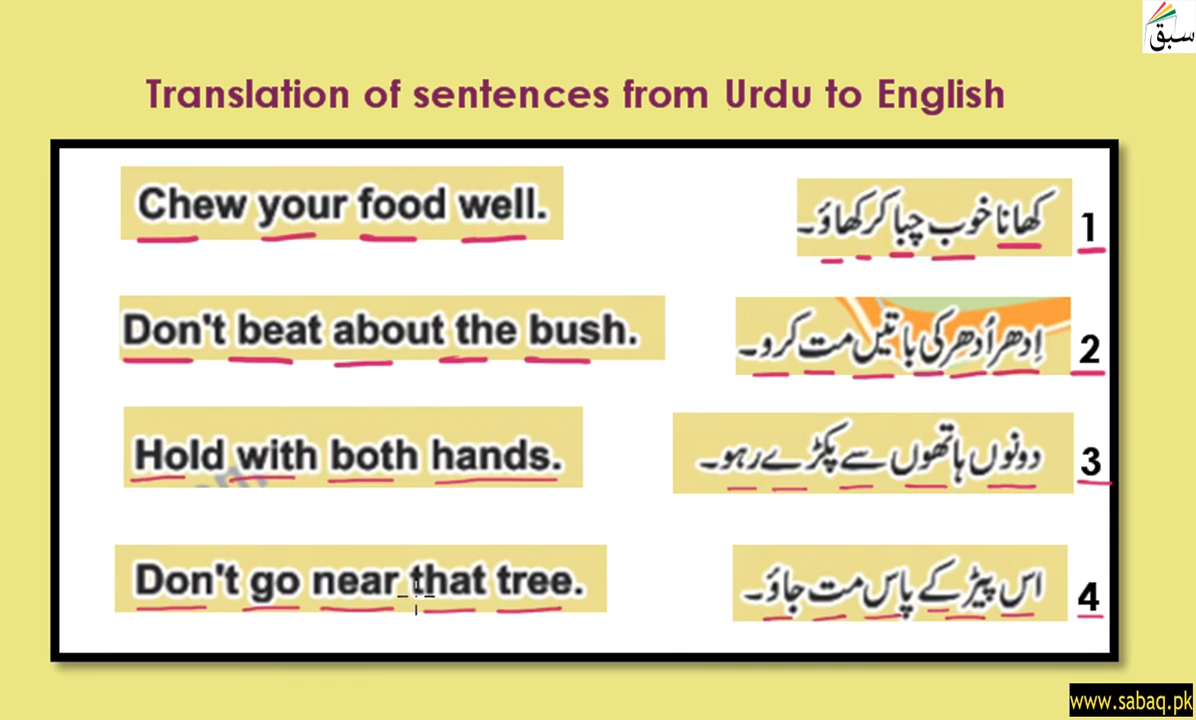 سبق
Translation of sentences from Urdu to English
Chew your food well.
کھانا خوب چبا کر کھاؤ۔ 1
Don't beat about the bush.
اِدھر اُدھر کی باتیں مت کرو۔ 2
Hold with both hands.
دونوں ہاتھوں سے پکڑے رہو۔ 3
Don't go near that tree.
اس پیڑ کے پاس مت جاؤ۔ 4
www.sabaq.pk